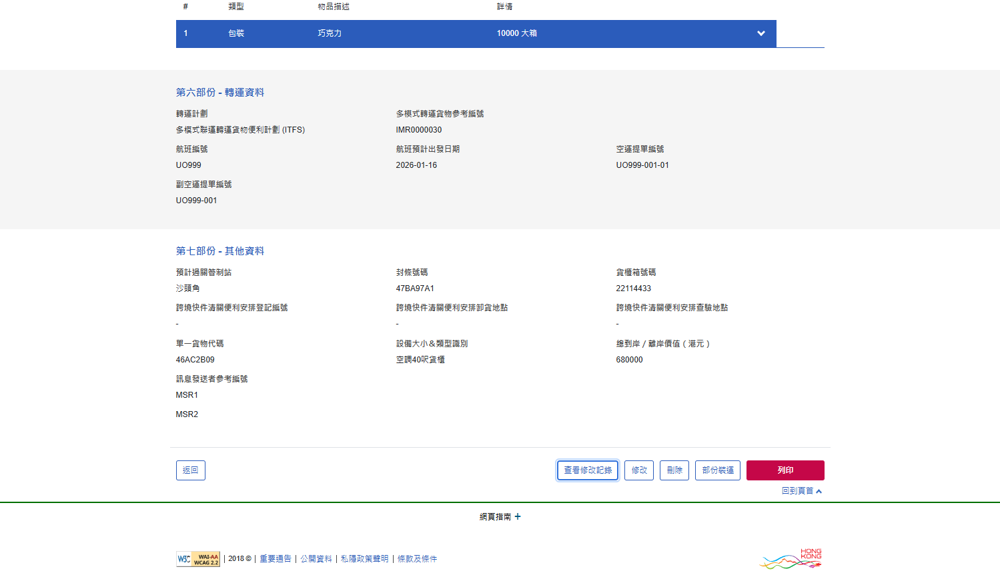 # 類型 物品描述 詳情
1 包裝 巧克力 10000 大箱
第六部份 - 轉運資料
轉運計劃 多模式轉運貨物參考編號
多模式聯運轉運貨物便利計劃 (ITFS) IMR0000030
航班編號 航班預計出發日期 空運提單編號
UO999 2026-01-16 UO999-001-01
副空運提單編號
UO999-001
第七部份 - 其他資料
預計過關管制站 封條號碼 貨櫃箱號碼
沙頭角 47BA97A1 22114433
跨境快件清關便利安排登記編號 跨境快件清關便利安排卸貨地點 跨境快件清關便利安排查驗地點
- - -
單一貨物代碼 設備大小＆類型識別 總到岸 / 離岸價值 ( 港元 )
46AC2B09 空調40呎貨櫃 680000
訊息發送者參考編號
MSR1
MSR2
返回 查看修改記錄 修改 刪除 部份裝運 列印
回到頁首
網頁指南 +
W3C WAI-AA WCAG 2.2 | 2018 © | 重要通告 | 公開資料 | 私隱政策聲明 | 條款及條件
HONG
KONG